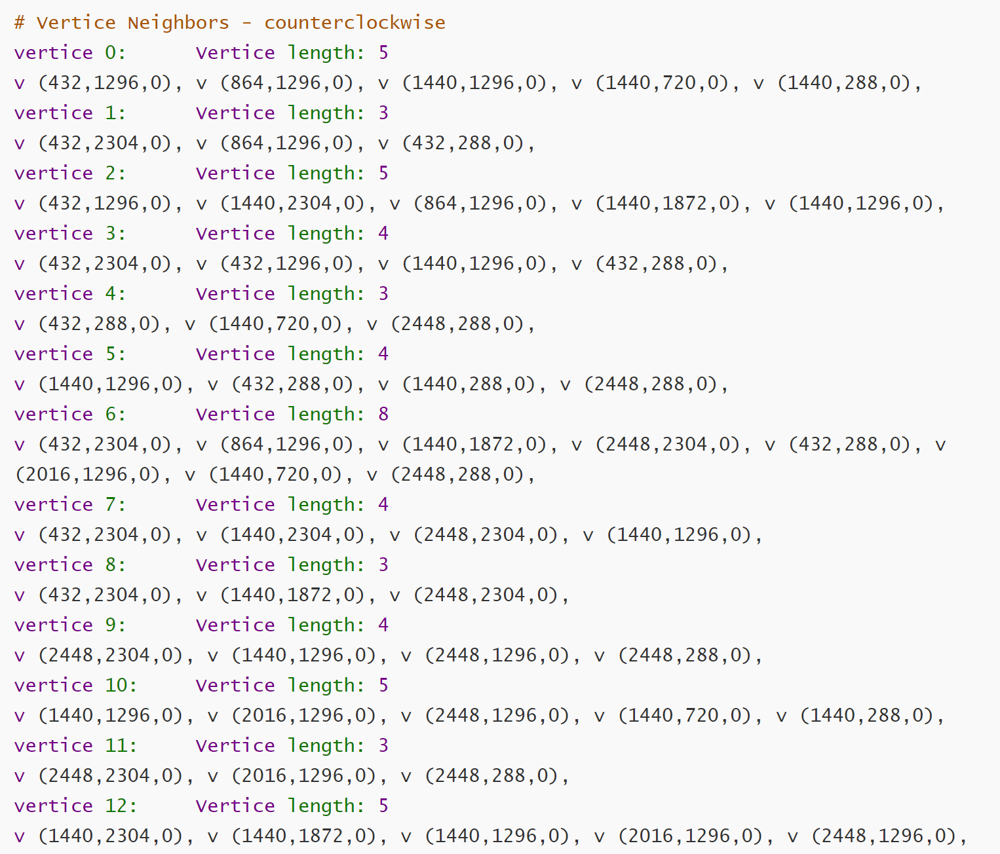 # Vertice Neighbors - counterclockwise
vertice 0:      Vertice length: 5
v (432,1296,0), v (864,1296,0), v (1440,1296,0), v (1440,720,0), v (1440,288,0),
vertice 1:      Vertice length: 3
v (432,2304,0), v (864,1296,0), v (432,288,0),
vertice 2:      Vertice length: 5
v (432,1296,0), v (1440,2304,0), v (864,1296,0), v (1440,1872,0), v (1440,1296,0),
vertice 3:      Vertice length: 4
v (432,2304,0), v (432,1296,0), v (1440,1296,0), v (432,288,0),
vertice 4:      Vertice length: 3
v (432,288,0), v (1440,720,0), v (2448,288,0),
vertice 5:      Vertice length: 4
v (1440,1296,0), v (432,288,0), v (1440,288,0), v (2448,288,0),
vertice 6:      Vertice length: 8
v (432,2304,0), v (864,1296,0), v (1440,1872,0), v (2448,2304,0), v (432,288,0), v
(2016,1296,0), v (1440,720,0), v (2448,288,0),
vertice 7:      Vertice length: 4
v (432,2304,0), v (1440,2304,0), v (2448,2304,0), v (1440,1296,0),
vertice 8:      Vertice length: 3
v (432,2304,0), v (1440,1872,0), v (2448,2304,0),
vertice 9:      Vertice length: 4
v (2448,2304,0), v (1440,1296,0), v (2448,1296,0), v (2448,288,0),
vertice 10:     Vertice length: 5
v (1440,1296,0), v (2016,1296,0), v (2448,1296,0), v (1440,720,0), v (1440,288,0),
vertice 11:     Vertice length: 3
v (2448,2304,0), v (2016,1296,0), v (2448,288,0),
vertice 12:     Vertice length: 5
v (1440,2304,0), v (1440,1872,0), v (1440,1296,0), v (2016,1296,0), v (2448,1296,0),